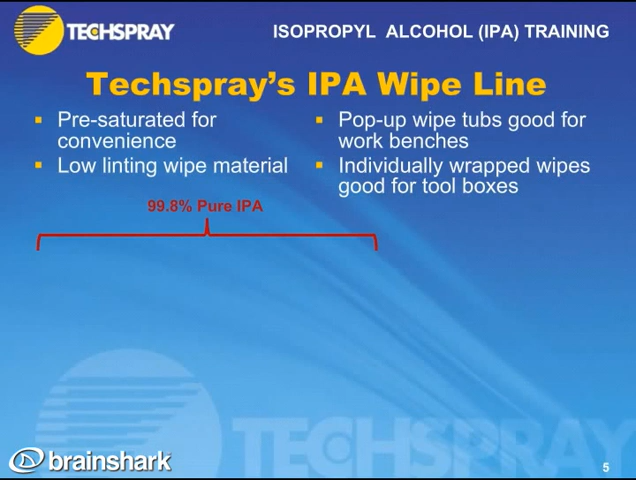 TECHSPRAY
ISOPROPYL ALCOHOL (IPA) TRAINING
Techspray's IPA Wipe Line
▪ Pre-saturated for
convenience
▪ Low linting wipe material
▪ Pop-up wipe tubs good for
work benches
▪ Individually wrapped wipes
good for tool boxes
99.8% Pure IPA
TECHSPRAY
brainshark
5